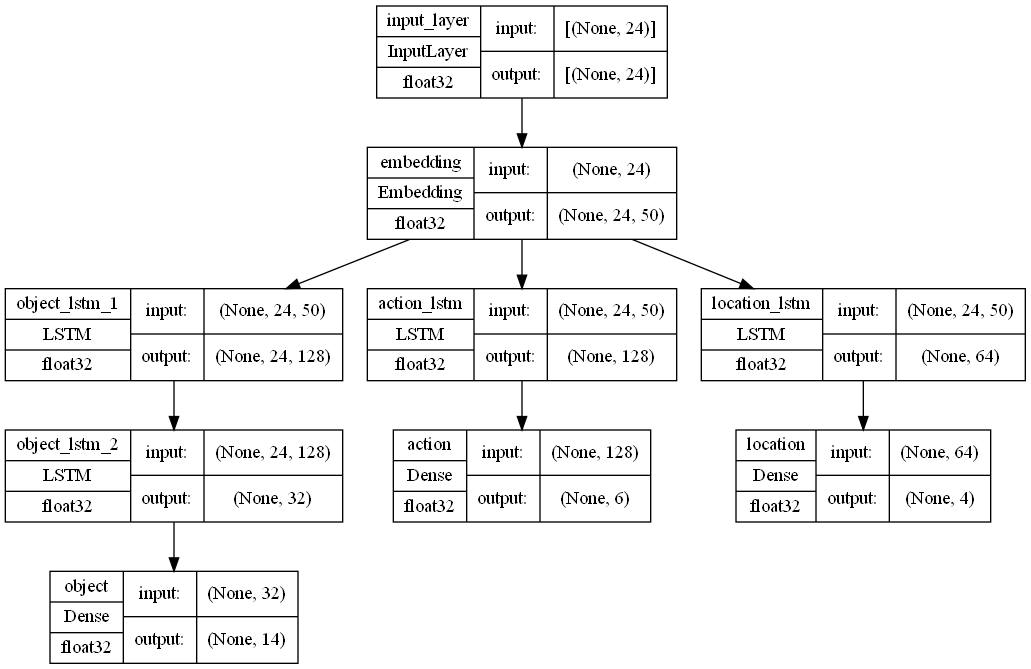 input_layer
InputLayer
float32
input:
[(None, 24)]
output:
[(None, 24)]
embedding
Embedding
float32
input:
(None, 24)
output:
(None, 24, 50)
object_lstm_1
LSTM
float32
input:
(None, 24, 50)
output:
(None, 24, 128)
action_lstm
LSTM
float32
input:
(None, 24, 50)
output:
(None, 128)
location_lstm
LSTM
float32
input:
(None, 24, 50)
output:
(None, 64)
object_lstm_2
LSTM
float32
input:
(None, 24, 128)
output:
(None, 32)
action
Dense
float32
input:
(None, 128)
output:
(None, 6)
location
Dense
float32
input:
(None, 64)
output:
(None, 4)
object
Dense
float32
input:
(None, 32)
output:
(None, 14)